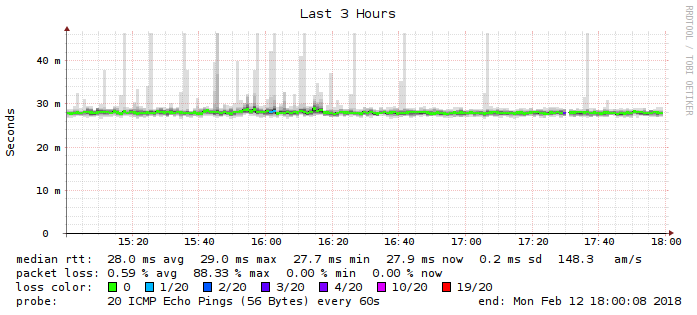 Last 3 Hours
RRDTOOL / TOBI OETIKER
Seconds
40 m
30 m
20 m
10 m
0
15:20 15:40 16:00 16:20 16:40 17:00 17:20 17:40 18:00
median rtt: 28.0 ms avg 29.0 ms max 27.7 ms min 27.9 ms now 0.2 ms sd 148.3 am/s
packet loss: 0.59 % avg 88.33 % max 0.00 % min 0.00 % now
loss color: 0 1/20 2/20 3/20 4/20 10/20 19/20
probe: 20 ICMP Echo Pings (56 Bytes) every 60s end: Mon Feb 12 18:00:08 2018